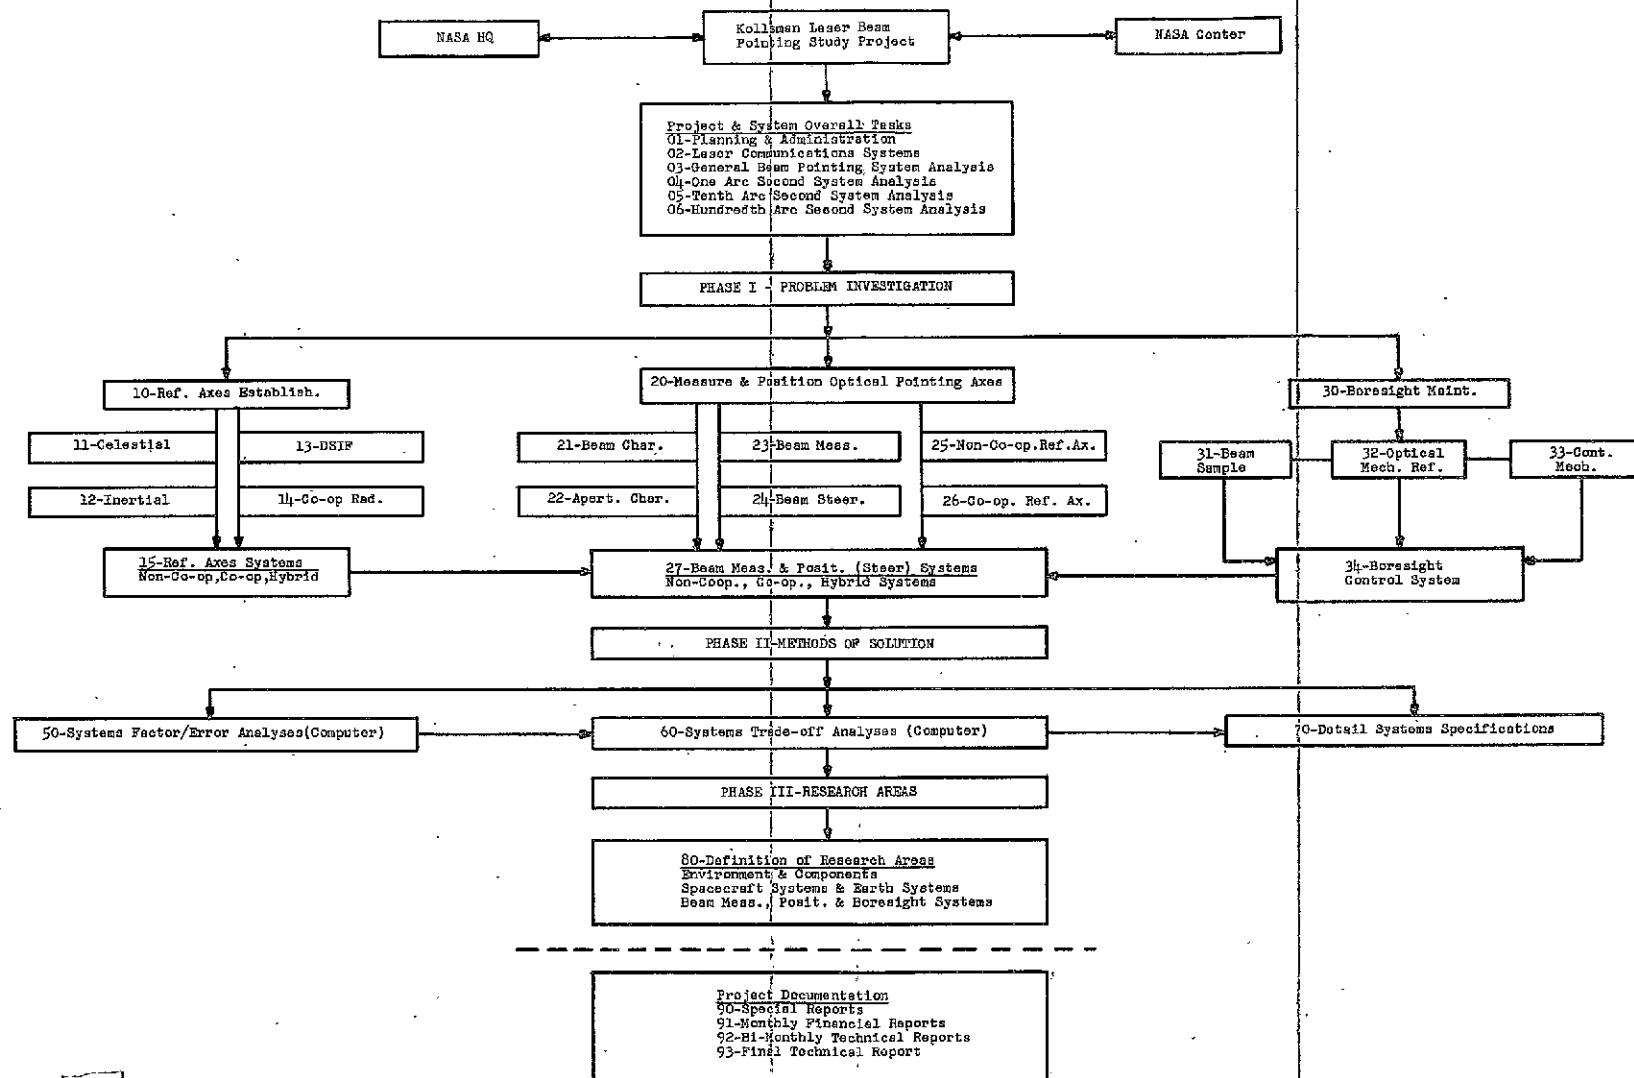 NASA HQ
Kollsman Laser Beam
Pointing Study Project
NASA Center
Project & System Overall Tasks
01-Planning & Administration
02-Laser Communications Systems
03-General Beam Pointing System Analysis
04-One Arc Second System Analysis
05-Tenth Arc Second System Analysis
06-Hundredth Arc Second System Analysis
PHASE I - PROBLEM INVESTIGATION
10-Ref. Axes Establish.
20-Measure & Position Optical Pointing Axes
30-Boresight Maint.
11-Celestial
13-DSIF
21-Beam Char.
23-Beam Meas.
25-Non-Co-op.Ref.Ax.
31-Beam
Sample
32-Optical
Mech. Ref.
33-Cont.
Mech.
12-Inertial
14-Co-op Rad.
22-Apert. Char.
24-Beam Steer.
26-Co-op. Ref. Ax.
15-Ref. Axes Systems
Non-Co-op,Co-op,Hybrid
27-Beam Meas. & Posit. (Steer) Systems
Non-Coop., Co-op., Hybrid Systems
34-Boresight
Control System
PHASE II-METHODS OF SOLUTION
50-Systems Factor/Error Analyses(Computer)
60-Systems Trade-off Analyses (Computer)
70-Detail Systems Specifications
PHASE III-RESEARCH AREAS
80-Definition of Research Areas
Environment & Components
Spacecraft Systems & Earth Systems
Beam Meas., Posit. & Boresight Systems
Project Documentation
90-Special Reports
91-Monthly Financial Reports
92-Bi-Monthly Technical Reports
93-Final Technical Report